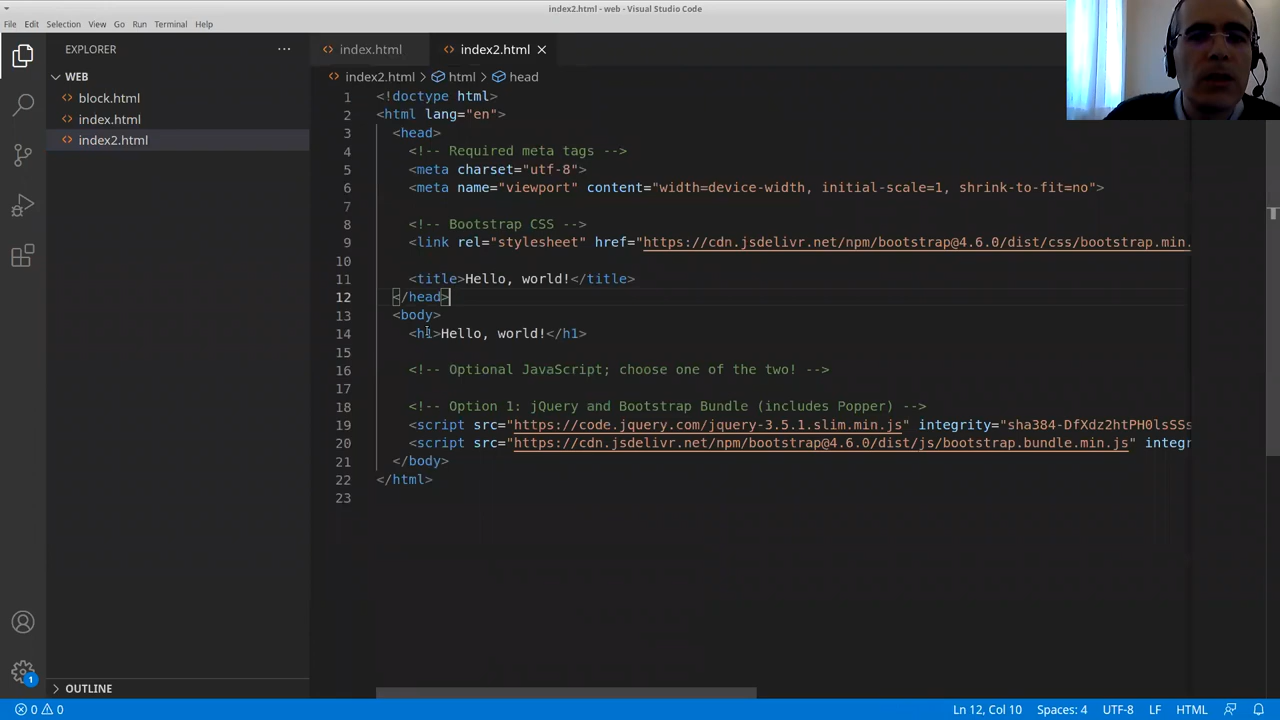 index2.html - web - Visual Studio Code
File Edit Selection View Go Run Terminal Help
EXPLORER ···
index.html index2.html
WEB
index2.html > html > head
block.html
index.html
index2.html
1 <!doctype html>
2 <html lang="en">
3 <head>
4 <!-- Required meta tags -->
5 <meta charset="utf-8">
6 <meta name="viewport" content="width=device-width, initial-scale=1, shrink-to-fit=no">
7
8 <!-- Bootstrap CSS -->
9 <link rel="stylesheet" href="https://cdn.jsdelivr.net/npm/bootstrap@4.6.0/dist/css/bootstrap.min.
10
11 <title>Hello, world!</title>
12 </head>
13 <body>
14 <h1>Hello, world!</h1>
15
16 <!-- Optional JavaScript; choose one of the two! -->
17
18 <!-- Option 1: jQuery and Bootstrap Bundle (includes Popper) -->
19 <script src="https://code.jquery.com/jquery-3.5.1.slim.min.js" integrity="sha384-DfXdz2htPH0lsSSs
20 <script src="https://cdn.jsdelivr.net/npm/bootstrap@4.6.0/dist/js/bootstrap.bundle.min.js" integr
21 </body>
22 </html>
23
OUTLINE
1
0 0 Ln 12, Col 10 Spaces: 4 UTF-8 LF HTML